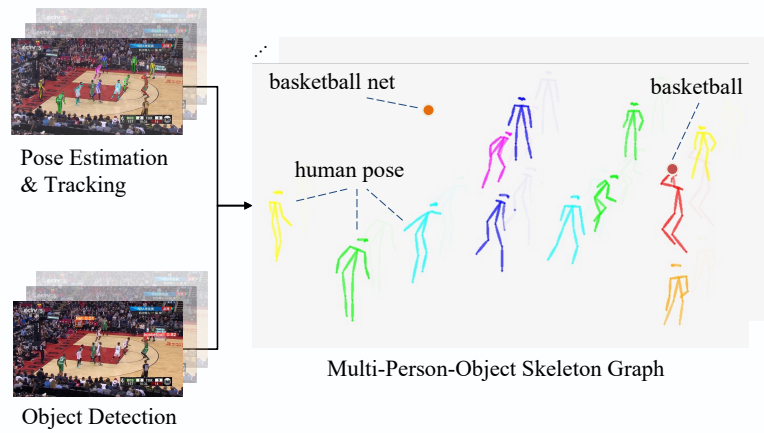 basketball net
basketball
Pose Estimation
& Tracking
human pose
Multi-Person-Object Skeleton Graph
Object Detection